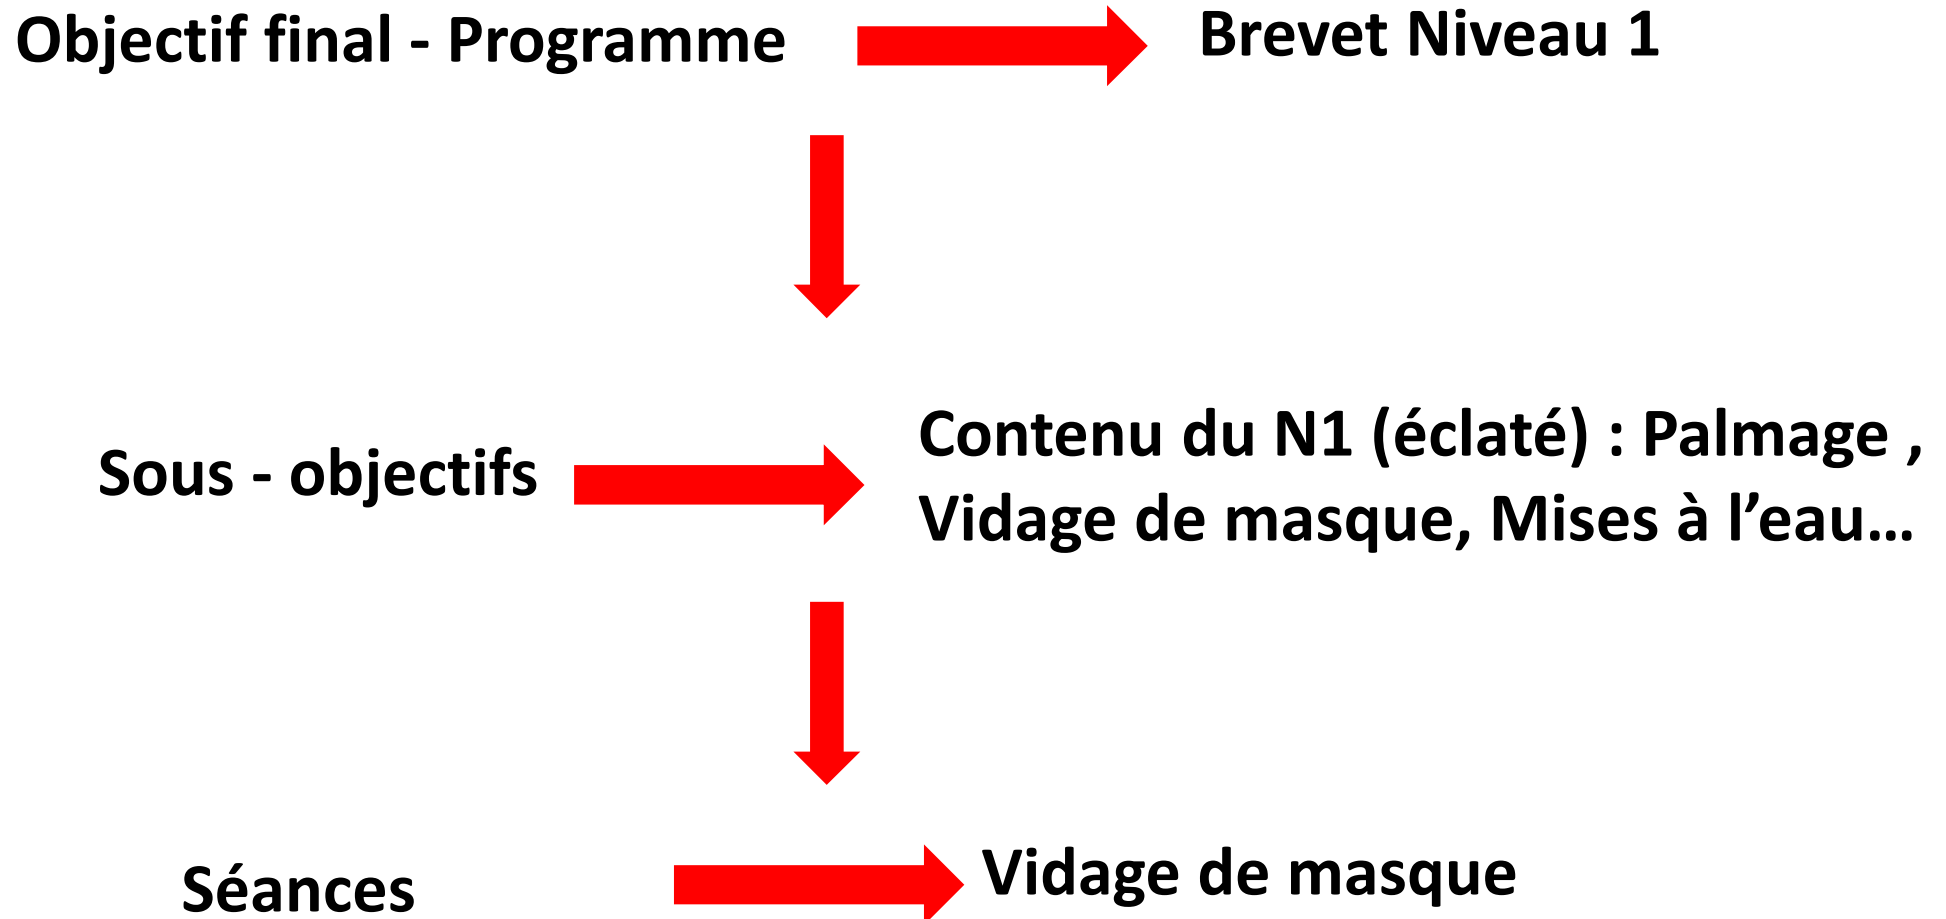 Objectif final - Programme
Brevet Niveau 1
Sous - objectifs
Contenu du N1 (éclaté) : Palmage ,
Vidage de masque, Mises à l’eau…
Séances
Vidage de masque